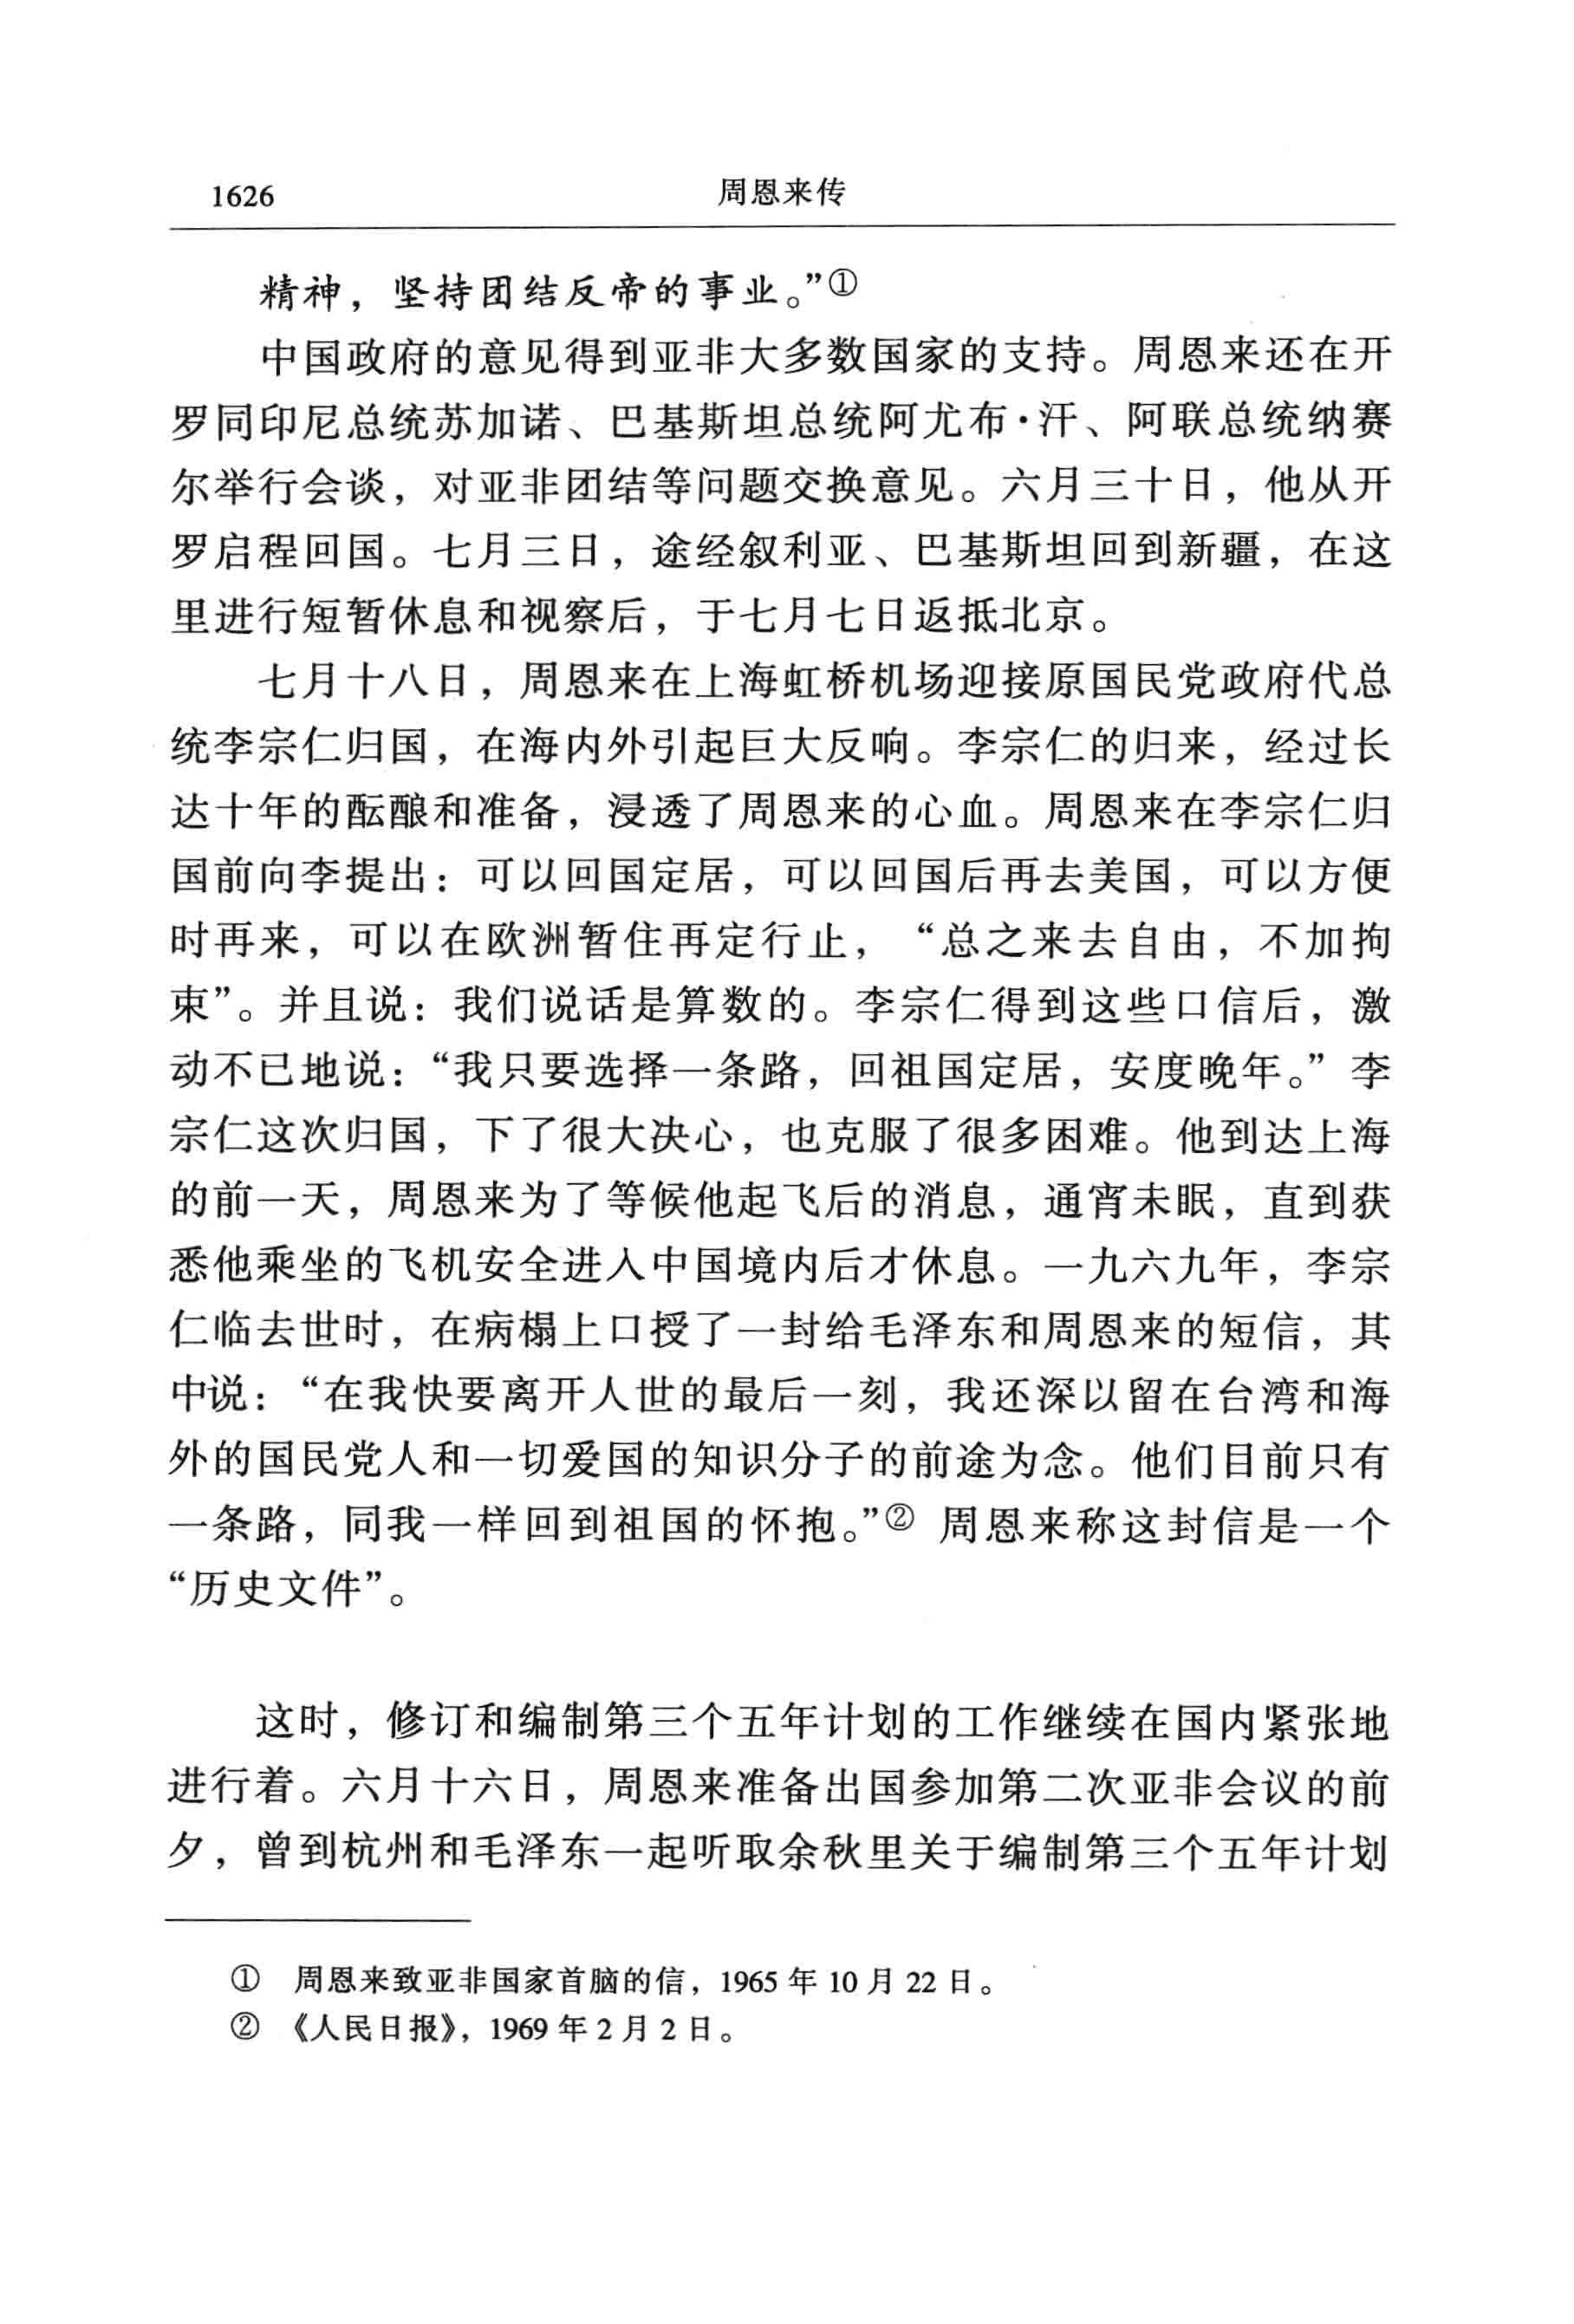 1626
周恩来传
精神，坚持团结反帝的事业。”①
中国政府的意见得到亚非大多数国家的支持。周恩来还在开
罗同印尼总统苏加诺、巴基斯坦总统阿尤布·汗、阿联总统纳赛
尔举行会谈，对亚非团结等问题交换意见。六月三十日，他从开
罗启程回国。七月三日，途经叙利亚、巴基斯坦回到新疆，在这
里进行短暂休息和视察后，于七月七日返抵北京。
七月十八日，周恩来在上海虹桥机场迎接原国民党政府代总
统李宗仁归国，在海内外引起巨大反响。李宗仁的归来，经过长
达十年的酝酿和准备，浸透了周恩来的心血。周恩来在李宗仁归
国前向李提出：可以回国定居，可以回国后再去美国，可以方便
时再来，可以在欧洲暂住再定行止，“总之来去自由，不加拘
束”。并且说：我们说话是算数的。李宗仁得到这些口信后，激
动不已地说：“我只要选择一条路，回祖国定居，安度晚年。”李
宗仁这次归国，下了很大决心，也克服了很多困难。他到达上海
的前一天，周恩来为了等候他起飞后的消息，通宵未眠，直到获
悉他乘坐的飞机安全进入中国境内后才休息。一九六九年，李宗
仁临去世时，在病榻上口授了一封给毛泽东和周恩来的短信，其
中说：“在我快要离开人世的最后一刻，我还深以留在台湾和海
外的国民党人和一切爱国的知识分子的前途为念。他们目前只有
一条路，同我一样回到祖国的怀抱。”② 周恩来称这封信是一个
“历史文件”。
这时，修订和编制第三个五年计划的工作继续在国内紧张地
进行着。六月十六日，周恩来准备出国参加第二次亚非会议的前
夕，曾到杭州和毛泽东一起听取余秋里关于编制第三个五年计划
① 周恩来致亚非国家首脑的信，1965 年 10 月 22 日。
② 《人民日报》，1969 年 2 月 2 日。